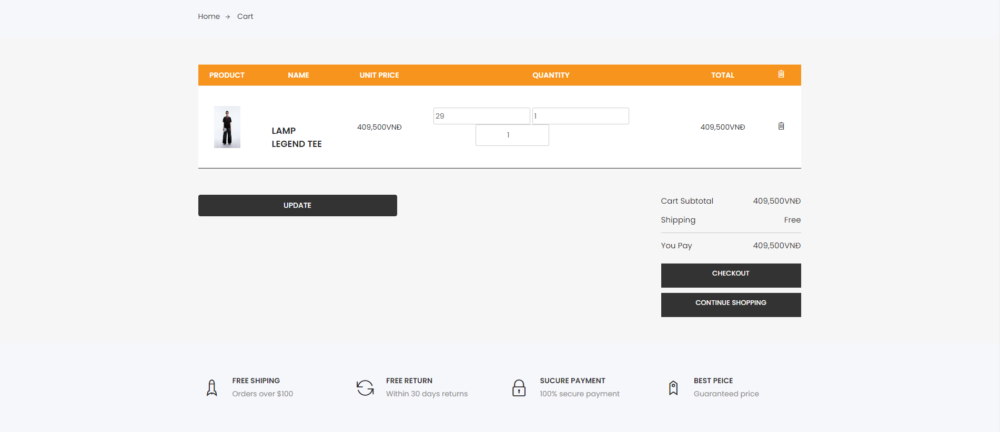 Home → Cart
PRODUCT NAME UNIT PRICE QUANTITY TOTAL
LAMP
LEGEND TEE
409,500VNĐ
29 1
1
409,500VNĐ
UPDATE
Cart Subtotal 409,500VNĐ
Shipping Free
You Pay 409,500VNĐ
CHECKOUT
CONTINUE SHOPPING
FREE SHIPING
Orders over $100
FREE RETURN
Within 30 days returns
SUCURE PAYMENT
100% secure payment
BEST PEICE
Guaranteed price